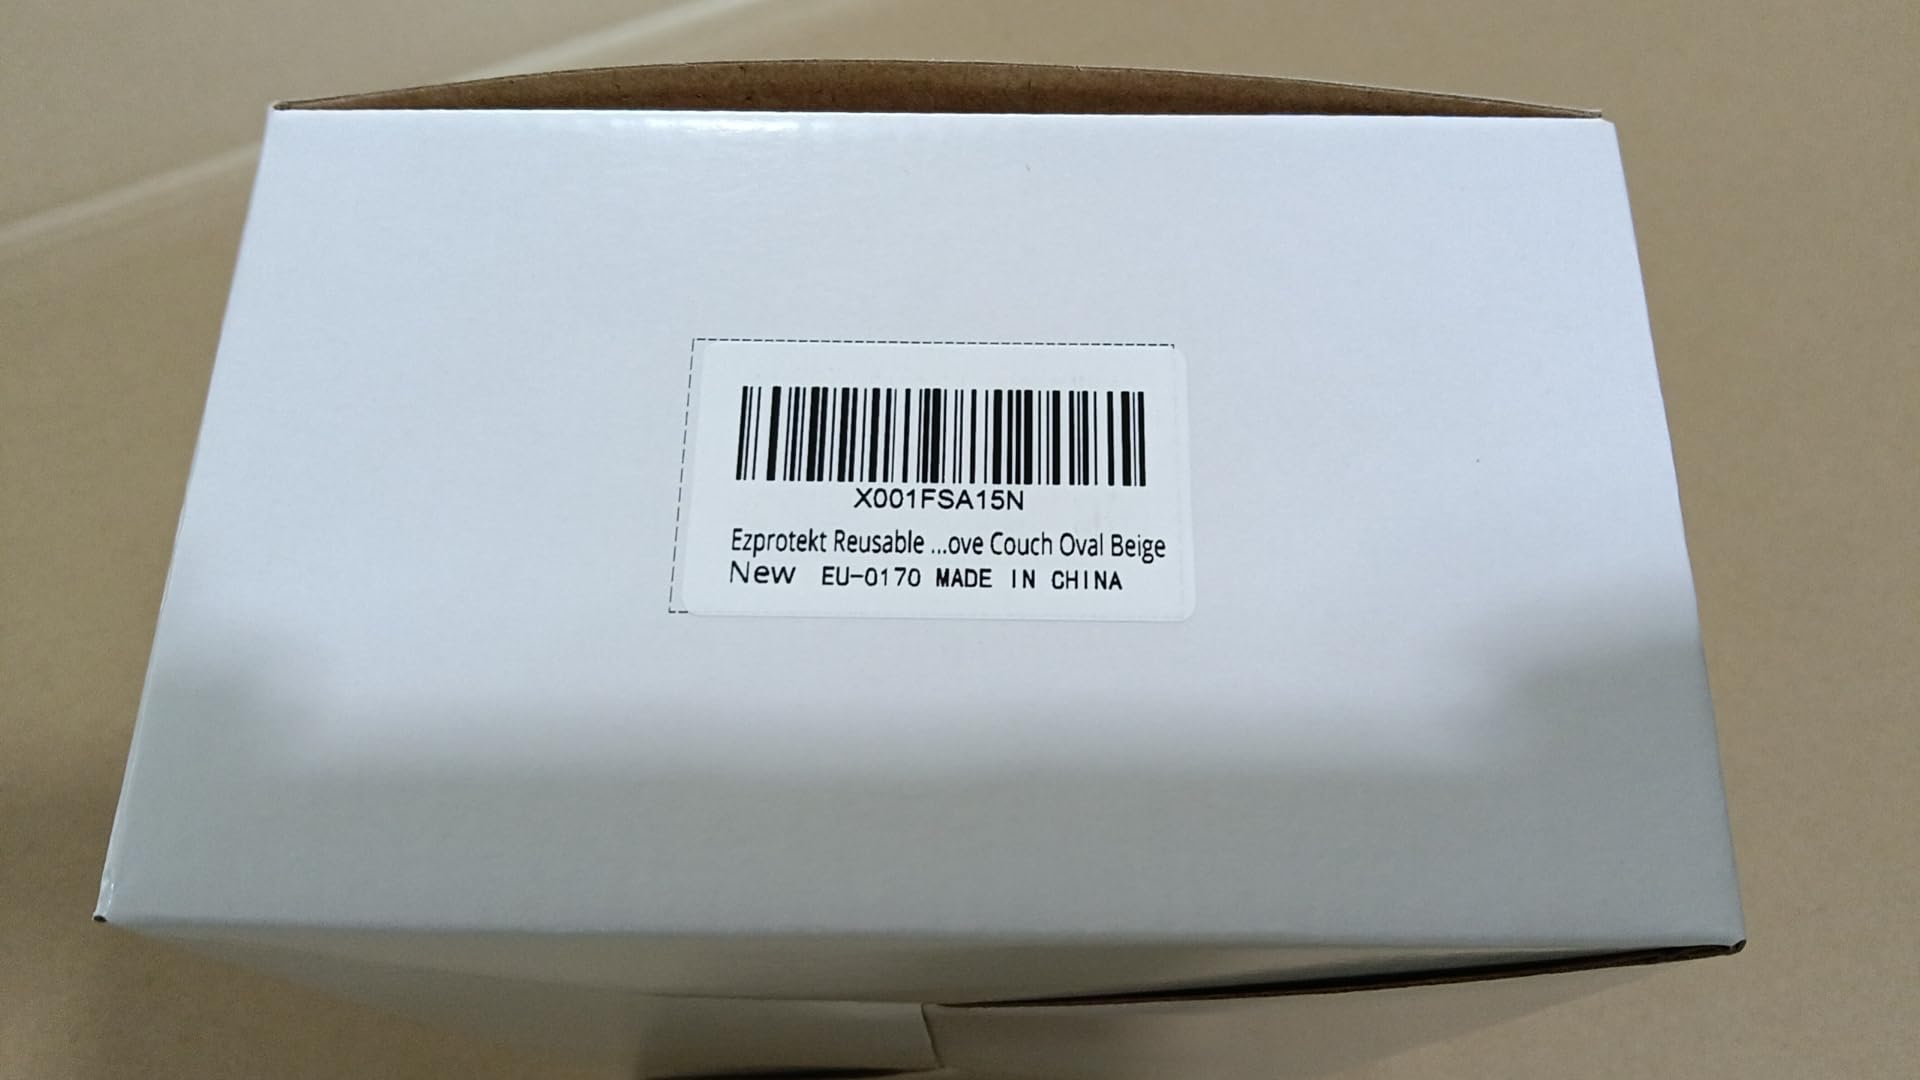 X001FSA15N
Ezprotekt Reusable ...ove Couch Oval Beige
New EU-0170 MADE IN CHINA